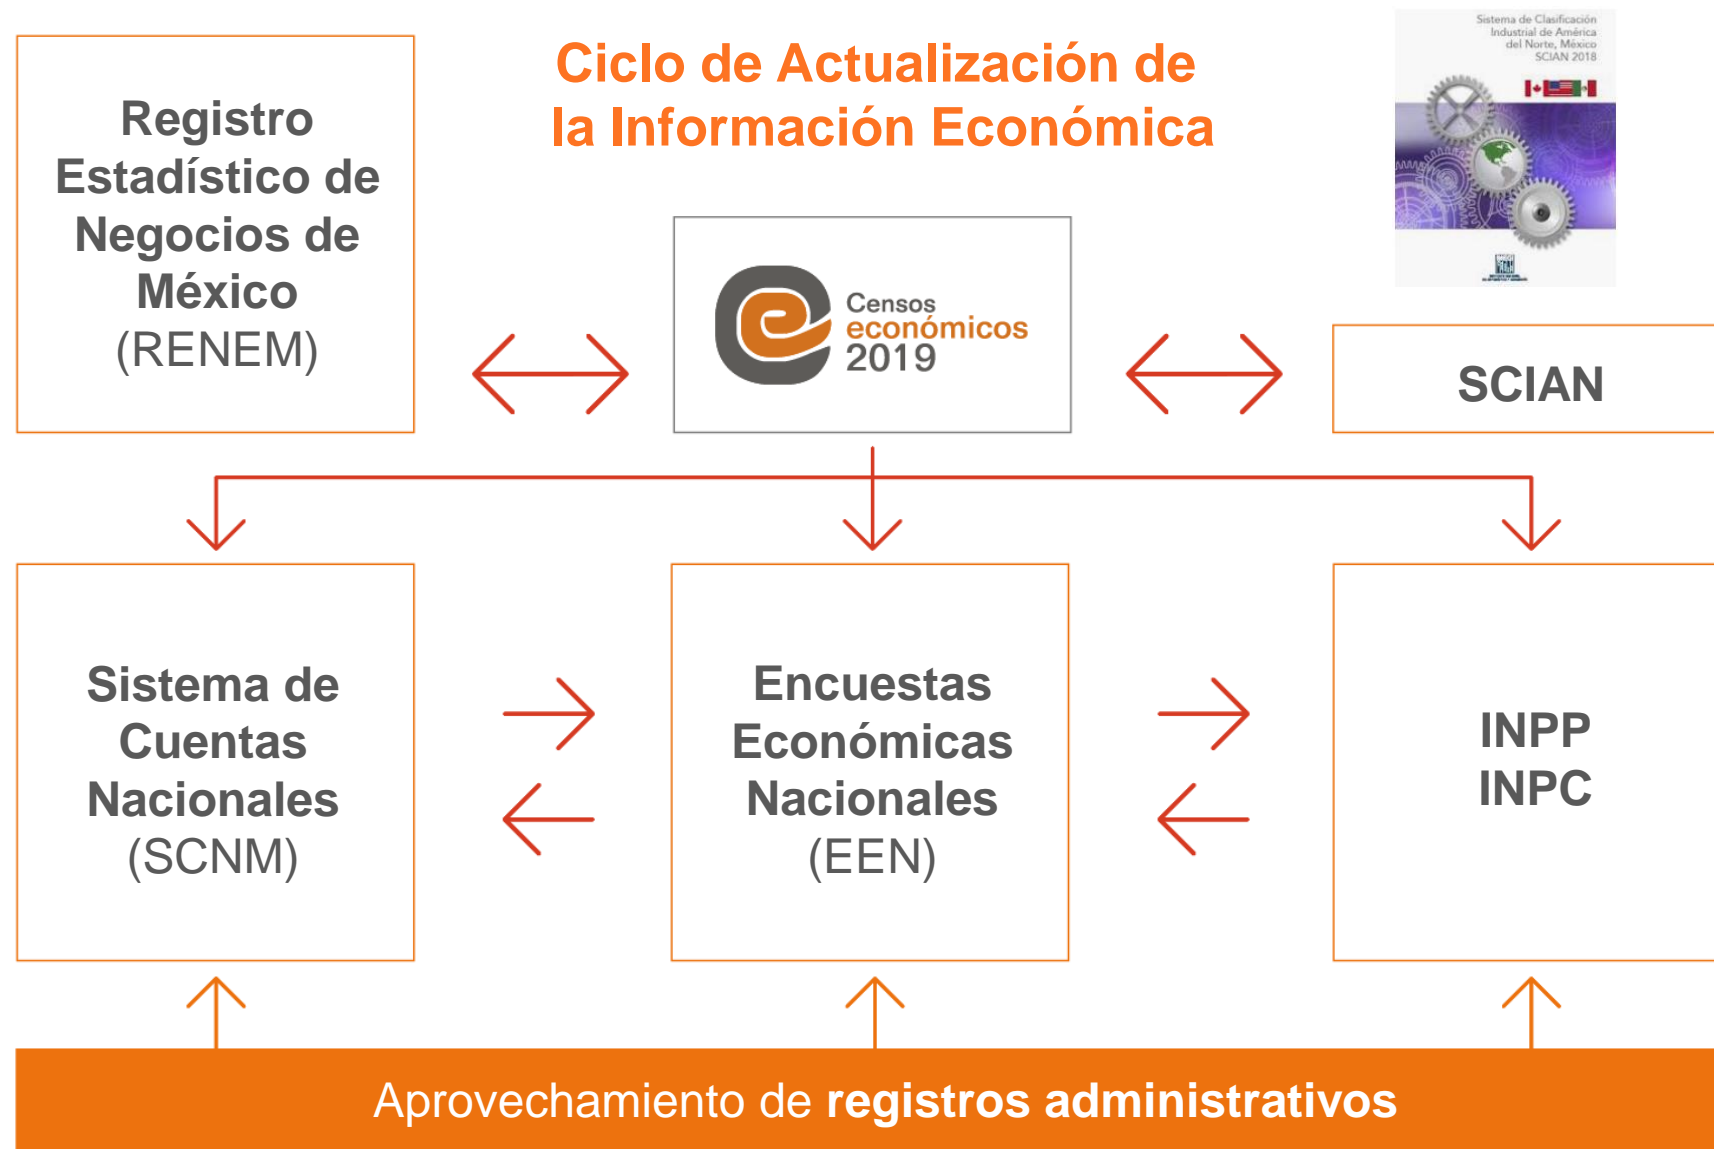 Ciclo de Actualización de
la Información Económica
Sistema de Clasificación
Industrial de América
del Norte, México
SCIAN 2018
Registro
Estadístico de
Negocios de
México
(RENEM)
Censos
económicos
2019
SCIAN
Sistema de
Cuentas
Nacionales
(SCNM)
Encuestas
Económicas
Nacionales
(EEN)
INPP
INPC
Aprovechamiento de registros administrativos